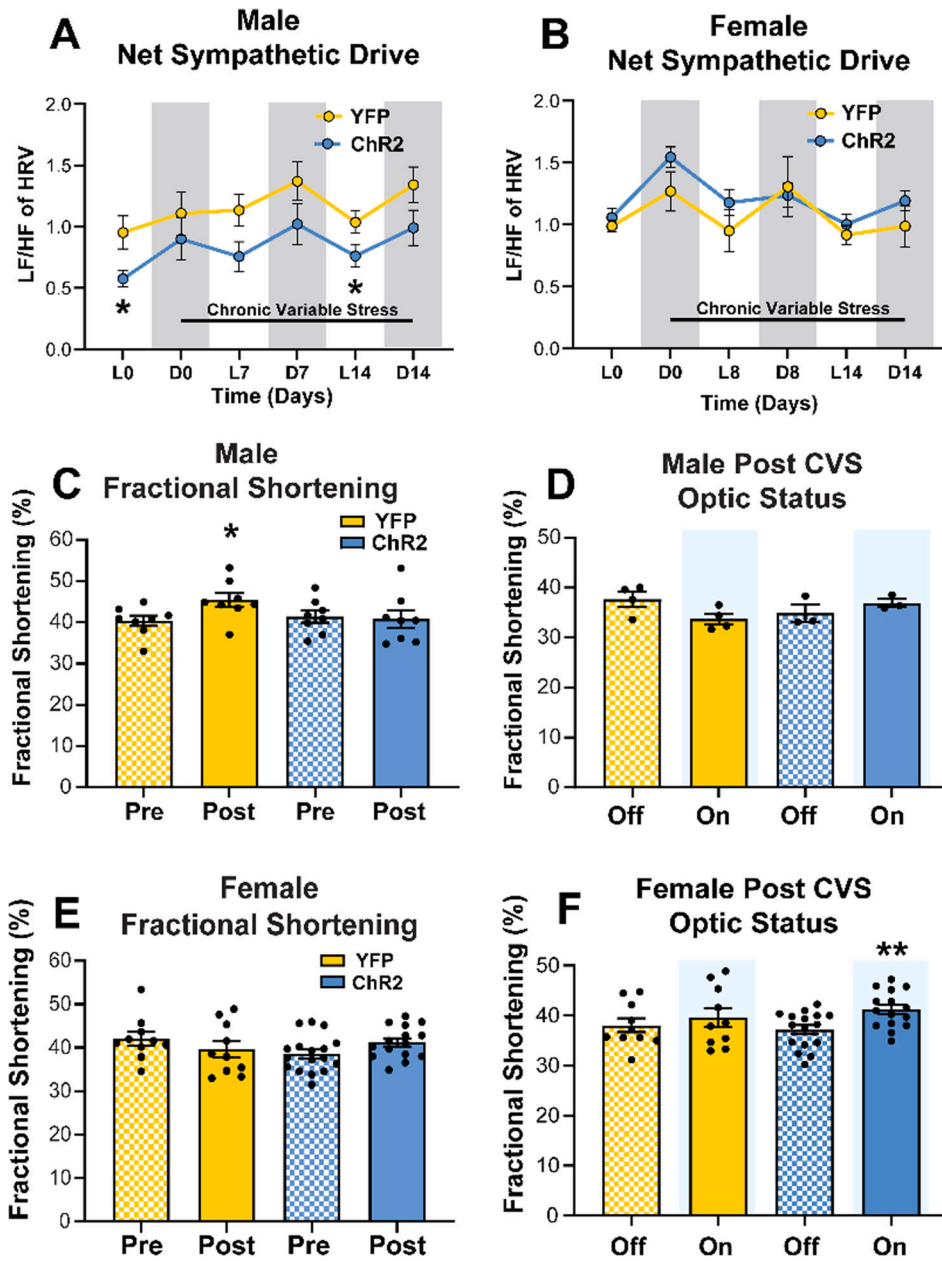 A
Male
Net Sympathetic Drive
LF/HF of HRV
2.0
1.5
1.0
0.5
0.0
YFP
ChR2
*
*
Chronic Variable Stress
L0 D0 L7 D7 L14 D14
Time (Days)
B
Female
Net Sympathetic Drive
LF/HF of HRV
2.0
1.5
1.0
0.5
0.0
YFP
ChR2
Chronic Variable Stress
L0 D0 L8 D8 L14 D14
Time (Days)
C
Male
Fractional Shortening
Fractional Shortening (%)
60
50
40
30
20
10
0
YFP
ChR2
*
Pre Post Pre Post
D
Male Post CVS
Optic Status
Fractional Shortening (%)
50
40
30
20
10
0
Off On Off On
E
Female
Fractional Shortening
Fractional Shortening (%)
60
50
40
30
20
10
0
YFP
ChR2
Pre Post Pre Post
F
Female Post CVS
Optic Status
Fractional Shortening (%)
50
40
30
20
10
0
**
Off On Off On